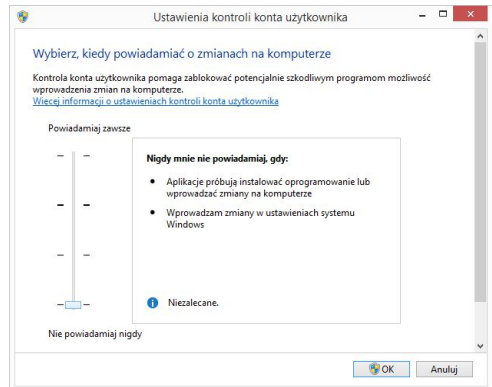 Ustawienia kontroli konta użytkownika
Wybierz, kiedy powiadamiać o zmianach na komputerze
Kontrola konta użytkownika pomaga zablokować potencjalnie szkodliwym programom możliwość
wprowadzenia zmian na komputerze.
Więcej informacji o ustawieniach kontroli konta użytkownika
Powiadamiaj zawsze
Nigdy mnie nie powiadamiaj, gdy:
• Aplikacje próbują instalować oprogramowanie lub
wprowadzać zmiany na komputerze
• Wprowadzam zmiany w ustawieniach systemu
Windows
Niezalecane.
Nie powiadamiaj nigdy
OK
Anuluj